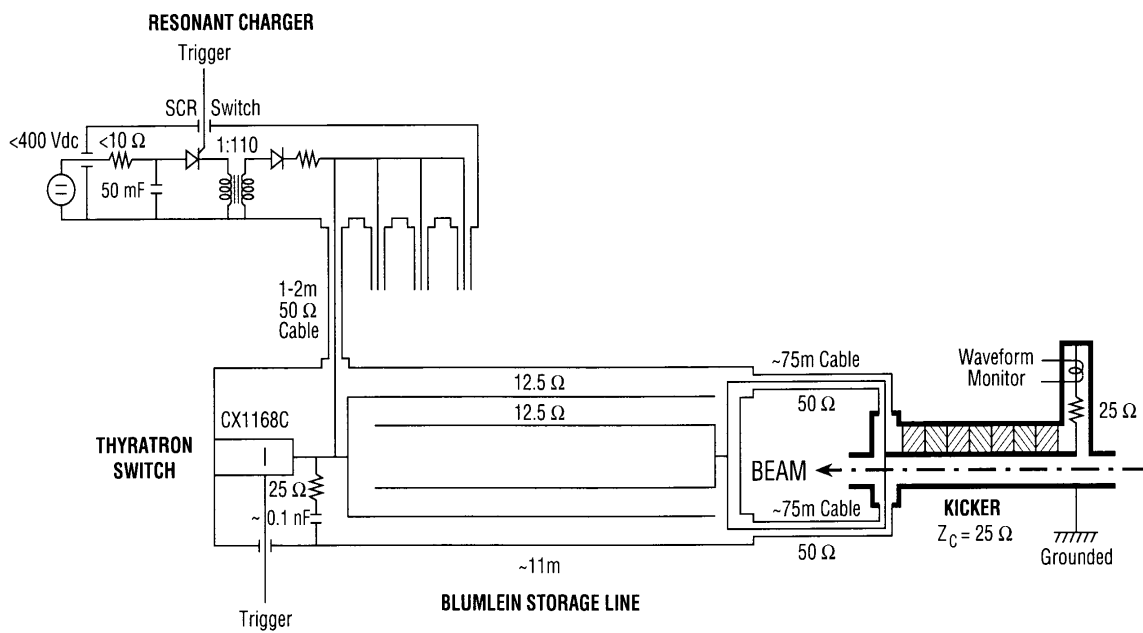 RESONANT CHARGER
Trigger
SCR Switch
<400 Vdc
<10 Ω
1:110
50 mF
1-2m
50 Ω
Cable
~75m Cable
Waveform
Monitor
12.5 Ω
50 Ω
25 Ω
CX1168C
12.5 Ω
THYRATRON
SWITCH
BEAM
25 Ω
~75m Cable
KICKER
~ 0.1 nF
Z_C = 25 Ω
50 Ω
Grounded
~11m
BLUMLEIN STORAGE LINE
Trigger